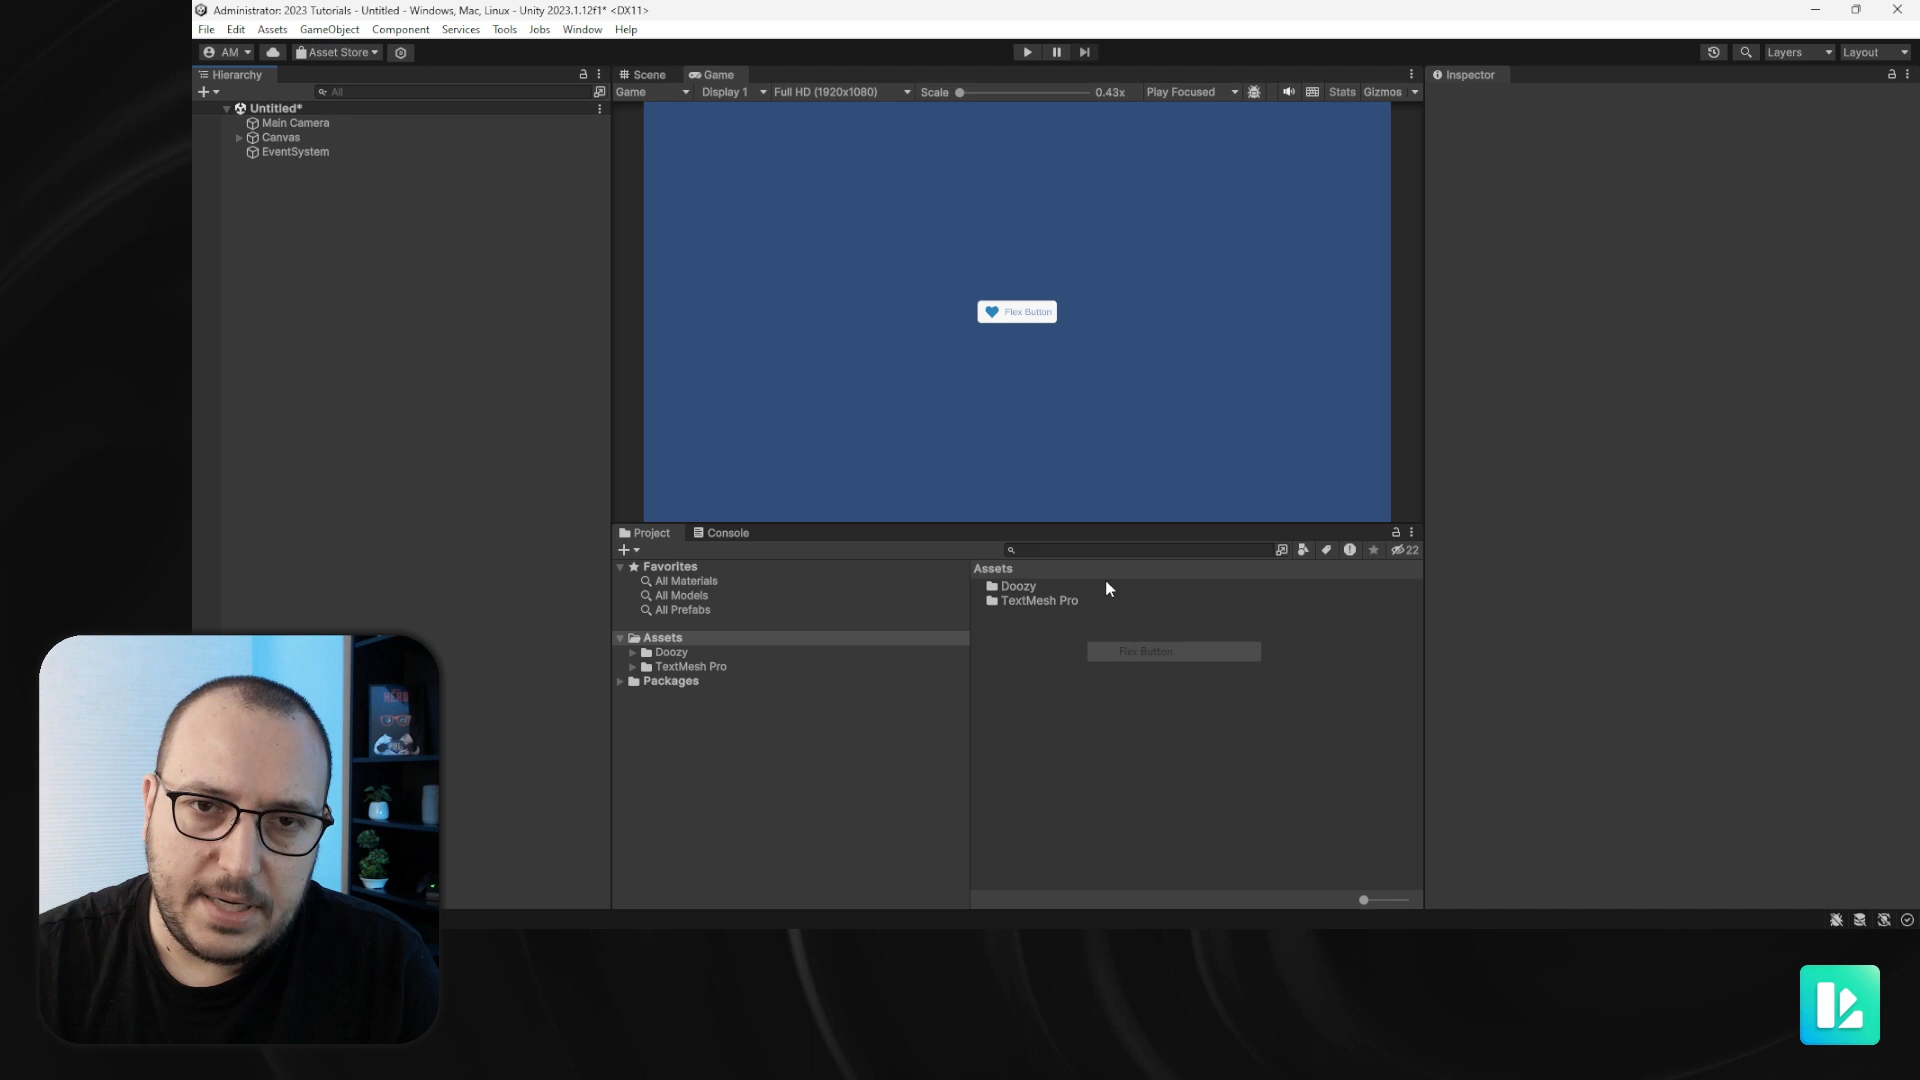 Administrator: 2023 Tutorials - Untitled - Windows, Mac, Linux - Unity 2023.1.12f1* <DX11>
File Edit Assets GameObject Component Services Tools Jobs Window Help
AM Asset Store Layers Layout
Hierarchy
All
Untitled*
Main Camera
Canvas
EventSystem
Scene Game
Game Display 1 Full HD (1920x1080) Scale 0.43x Play Focused Stats Gizmos
Flex Button
Inspector
Project Console
22
Favorites
All Materials
All Models
All Prefabs
Assets
Doozy
TextMesh Pro
Packages
Assets
Doozy
TextMesh Pro
Flex Button
HERO